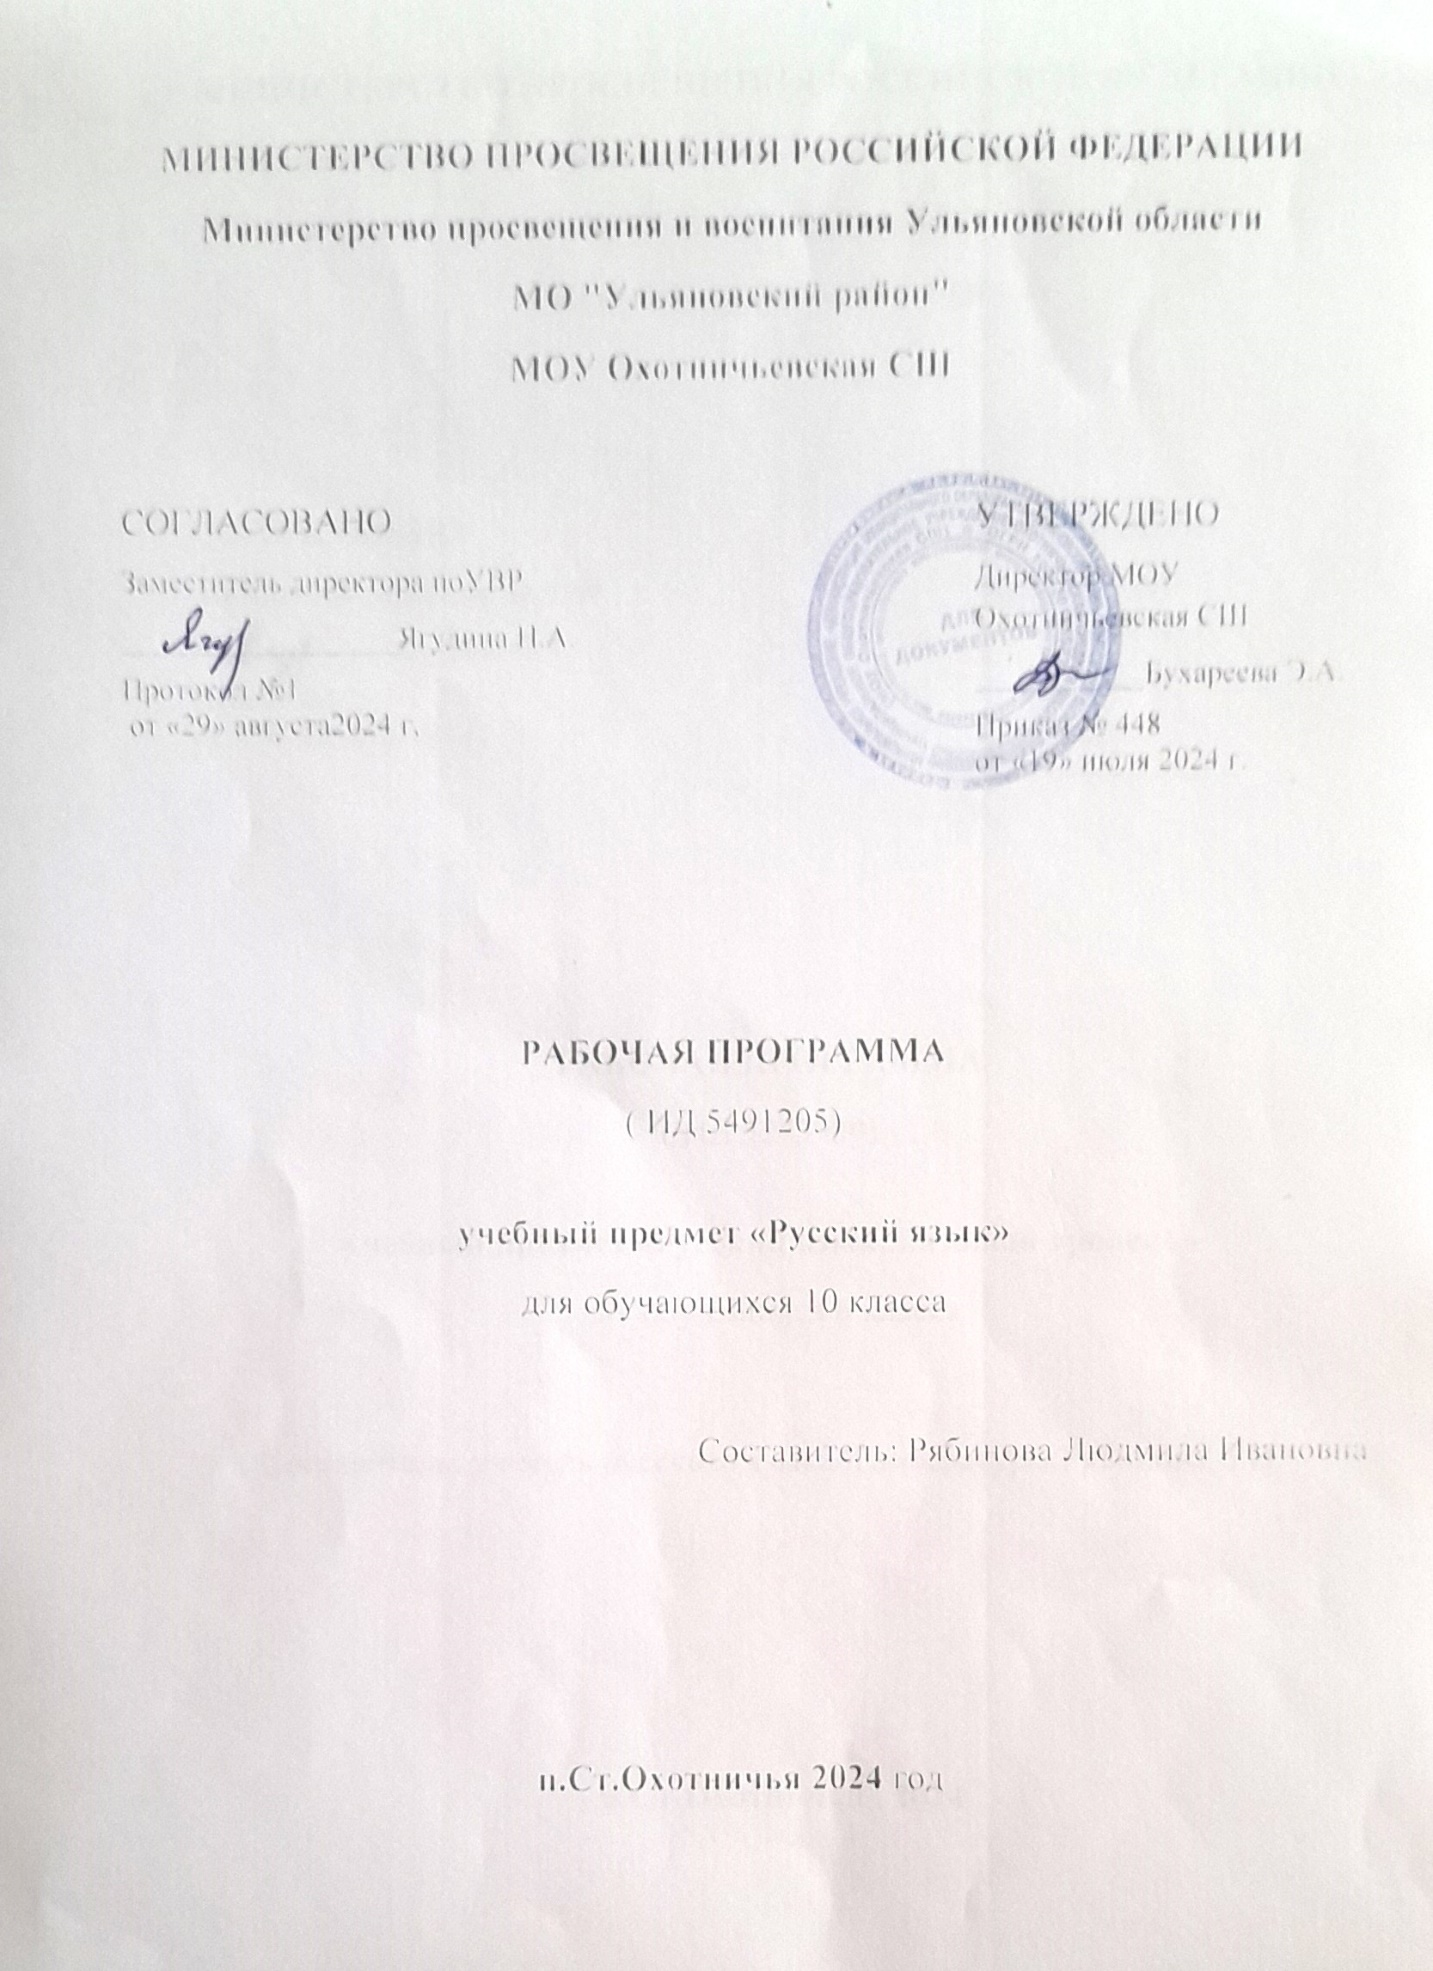 МИНИСТЕРСТВО ПРОСВЕЩЕНИЯ РОССИЙСКОЙ ФЕДЕРАЦИИ
Министерство просвещения и воспитания Ульяновской области
МО "Ульяновский район"
МОУ Охотничьевская СШ
СОГЛАСОВАНО
Заместитель директора поУВР
Ягудина Н.А
Протокол №1
от «29» августа2024 г.
УТВЕРЖДЕНО
Директор МОУ
Охотничьевская СШ
Бухареева Э.А.
Приказ № 448
от «19» июля 2024 г.
ДЛЯ
ДОКУМЕНТОВ
РАБОЧАЯ ПРОГРАММА
( ИД 5491205)
учебный предмет «Русский язык»
для обучающихся 10 класса
Составитель: Рябинова Людмила Ивановна
п.Ст.Охотничья 2024 год